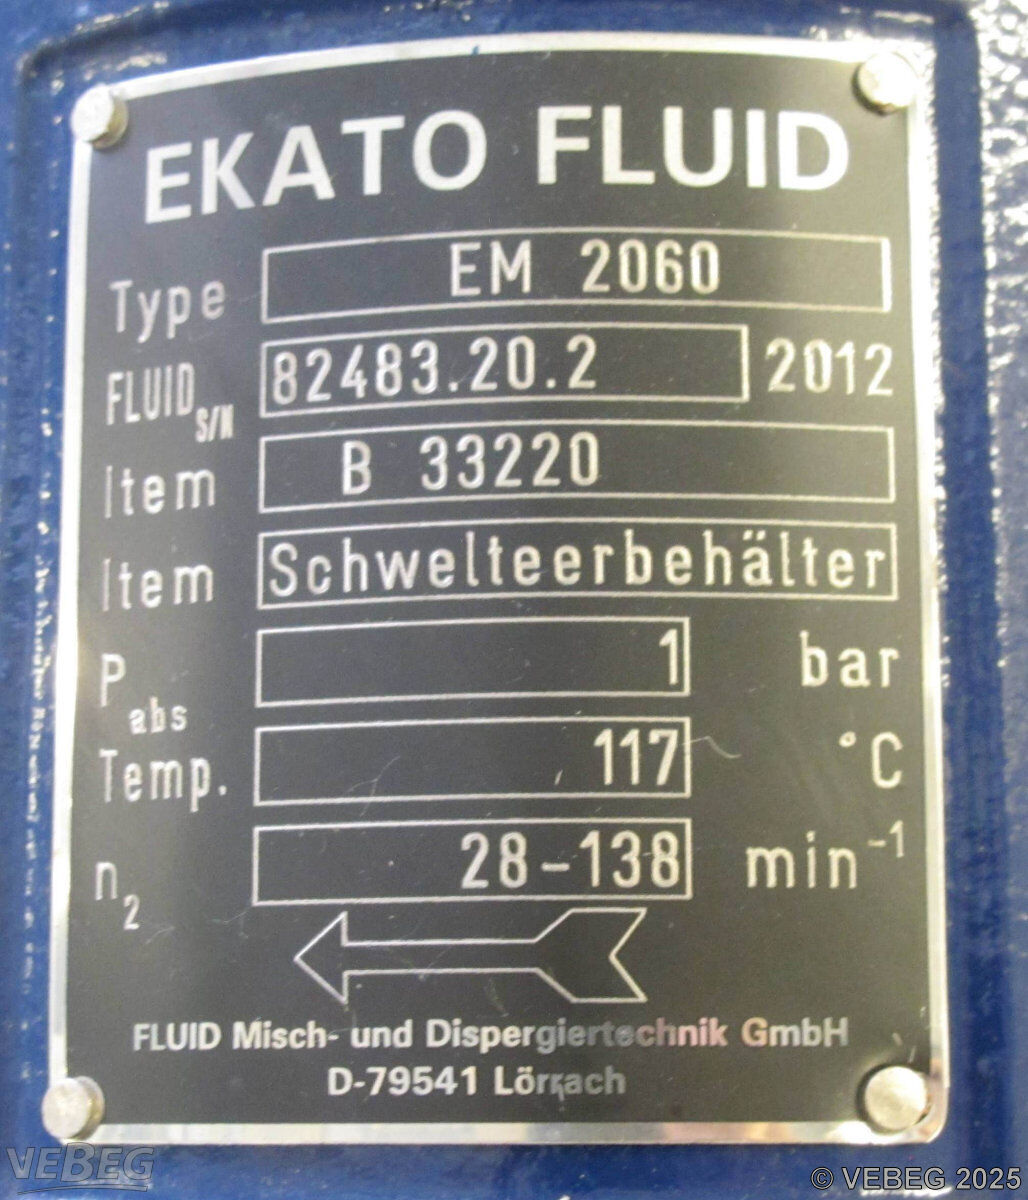 EKATO FLUID
Type EM 2060
FLUID S/N 82483.20.2 2012
Item B 33220
Item Schwelteerbehälter
P abs 1 bar
Temp. 117 °C
n₂ 28-138 min⁻¹
FLUID Misch- und Dispergiertechnik GmbH
D-79541 Lörrach
VEBEG
© VEBEG 2025